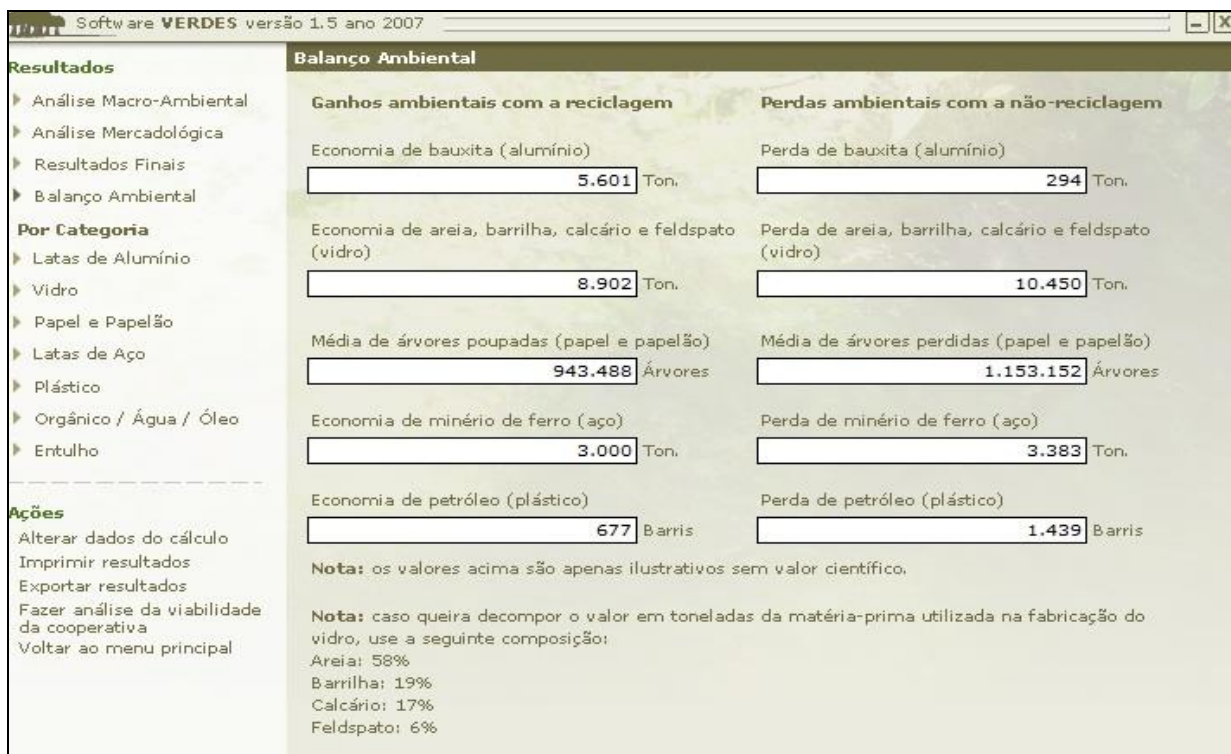 Software VERDES versão 1.5 ano 2007
Resultados
Análise Macro-Ambiental
Análise Mercadológica
Resultados Finais
Balanço Ambiental
Por Categoria
Latas de Alumínio
Vidro
Papel e Papelão
Latas de Aço
Plástico
Orgânico / Água / Óleo
Entulho
Ações
Alterar dados do cálculo
Imprimir resultados
Exportar resultados
Fazer análise da viabilidade
da cooperativa
Voltar ao menu principal
Balanço Ambiental
Ganhos ambientais com a reciclagem
Economia de bauxita (alumínio)
5.601 Ton.
Economia de areia, barrilha, calcário e feldspato
(vidro)
8.902 Ton.
Média de árvores poupadas (papel e papelão)
943.488 Árvores
Economia de minério de ferro (aço)
3.000 Ton.
Economia de petróleo (plástico)
677 Barris
Perdas ambientais com a não-reciclagem
Perda de bauxita (alumínio)
294 Ton.
Perda de areia, barrilha, calcário e feldspato
(vidro)
10.450 Ton.
Média de árvores perdidas (papel e papelão)
1.153.152 Árvores
Perda de minério de ferro (aço)
3.383 Ton.
Perda de petróleo (plástico)
1.439 Barris
Nota: os valores acima são apenas ilustrativos sem valor científico.
Nota: caso queira decompor o valor em toneladas da matéria-prima utilizada na fabricação do
vidro, use a seguinte composição:
Areia: 58%
Barrilha: 19%
Calcário: 17%
Feldspato: 6%